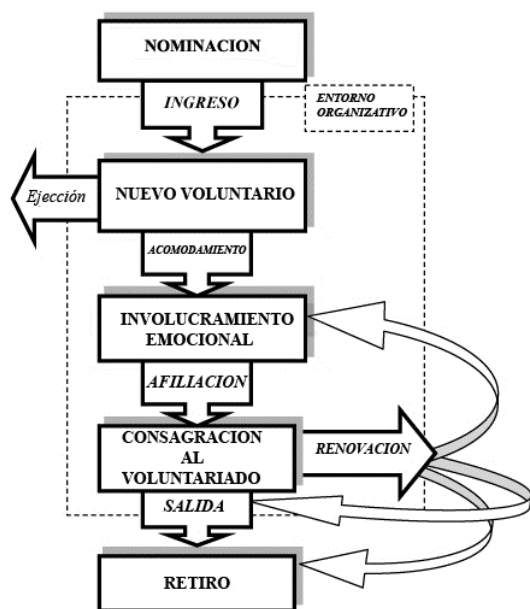 NOMINACION
INGRESO
ENTORNO
ORGANIZATIVO
NUEVO VOLUNTARIO
Ejección
ACOMODAMIENTO
INVOLUCRAMIENTO
EMOCIONAL
AFILIACION
CONSAGRACION
AL
VOLUNTARIADO
RENOVACION
SALIDA
RETIRO